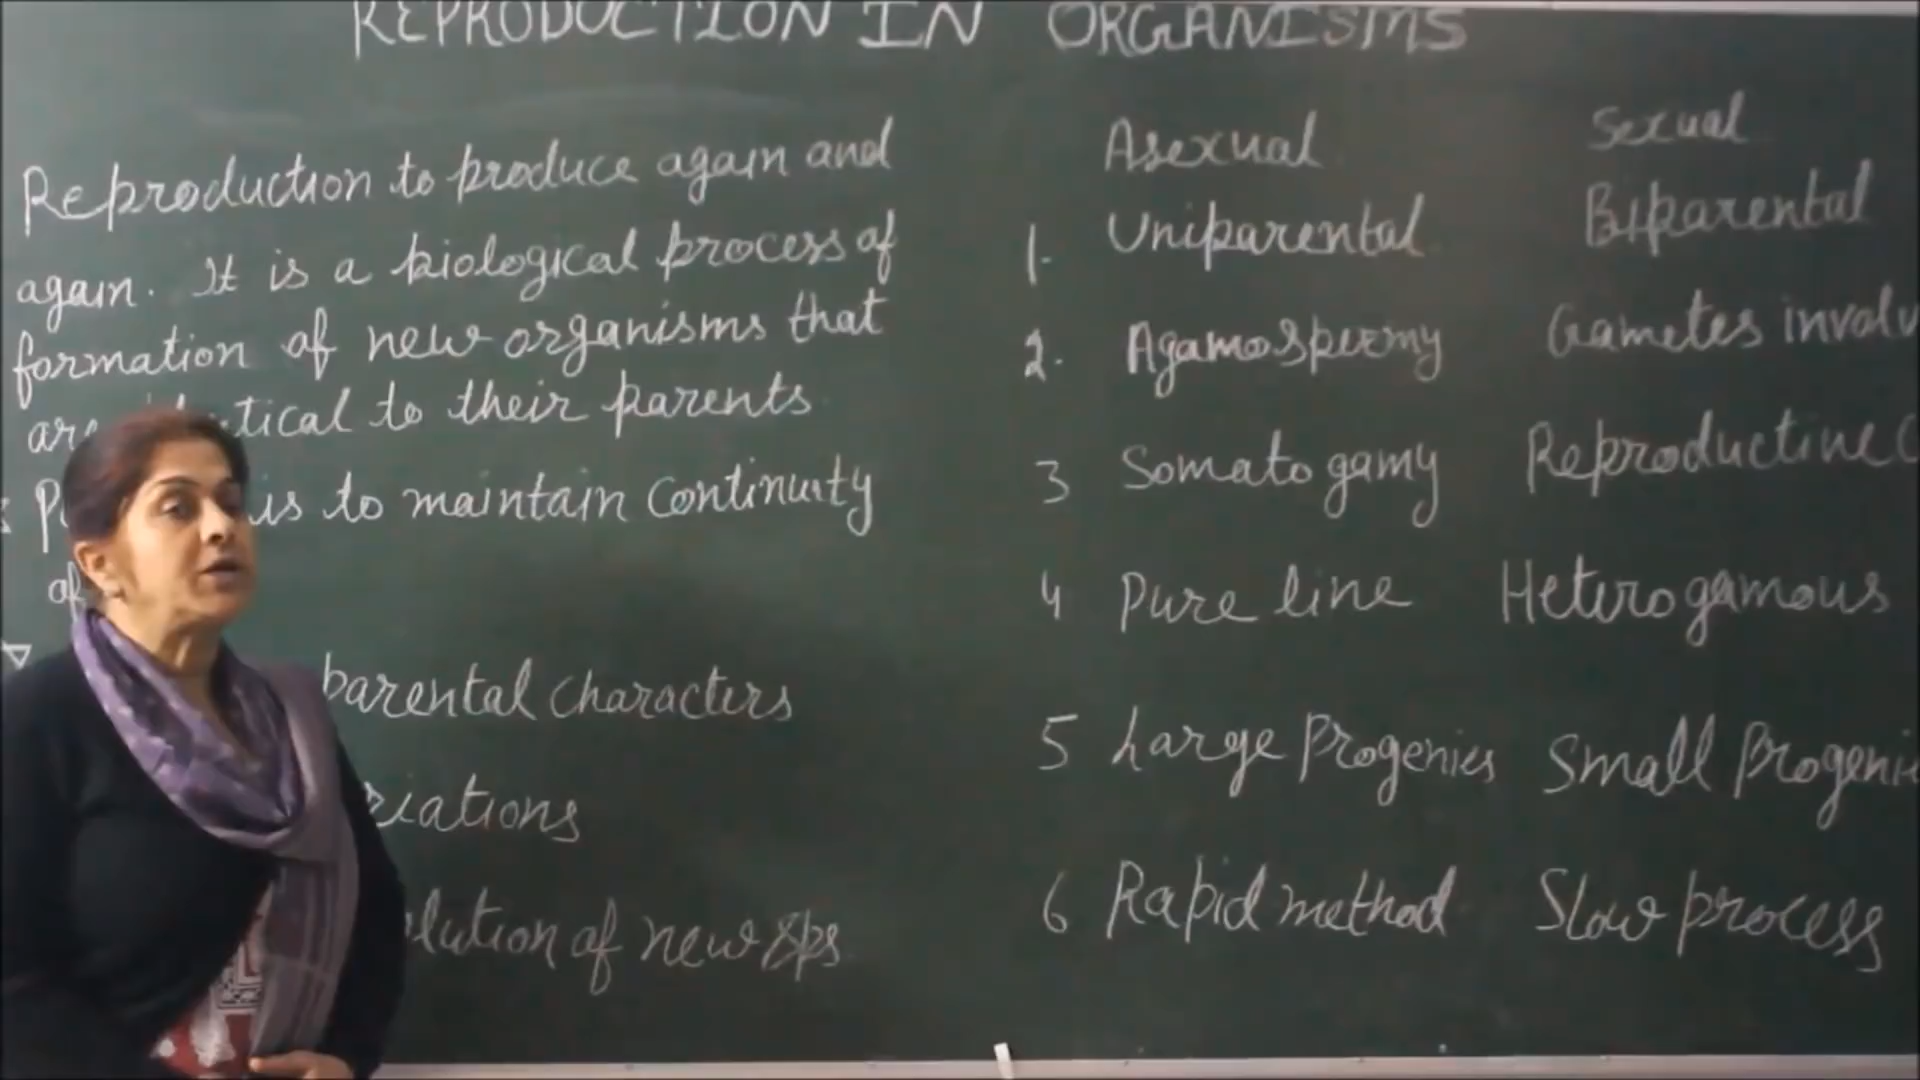 REPRODUCTION IN ORGANISMS
Reproduction to produce again and
again. It is a biological process of
formation of new organisms that
are tical to their parents
is to maintain continuity
of
parental characters
riations
lution of new sps
Asexual Sexual
1. Uniparental Biparental
2. Agamospermy Gametes involv
3 Somatogamy Reproductive C
4 Pure line Heterogamous
5 Large Progenies Small Progenie
6 Rapid method Slow process